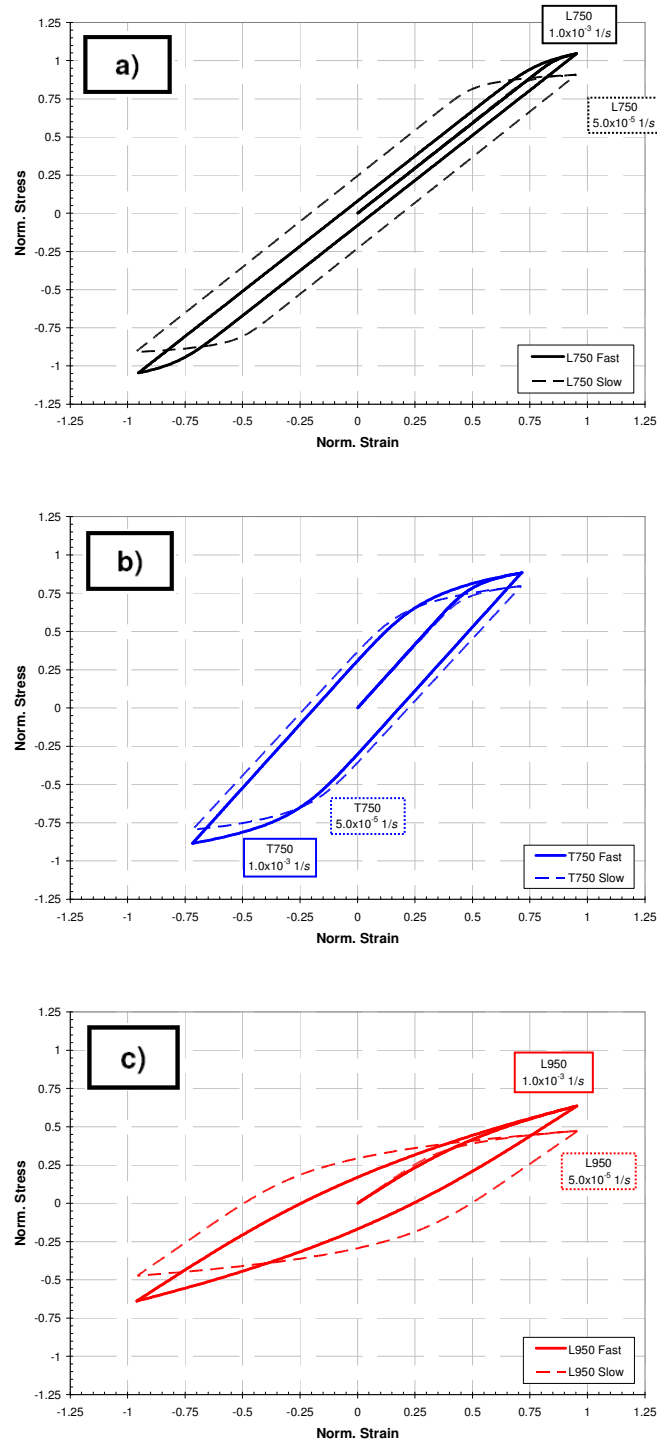 a)
L750
1.0x10⁻³ 1/s
L750
5.0x10⁻⁵ 1/s
1.25
1
0.75
0.5
0.25
0
-0.25
-0.5
-0.75
-1
-1.25
Norm. Stress
L750 Fast
L750 Slow
-1.25 -1 -0.75 -0.5 -0.25 0 0.25 0.5 0.75 1 1.25
Norm. Strain
b)
1.25
1
0.75
0.5
0.25
0
-0.25
-0.5
-0.75
-1
-1.25
Norm. Stress
T750
5.0x10⁻⁵ 1/s
T750
1.0x10⁻³ 1/s
T750 Fast
T750 Slow
-1.25 -1 -0.75 -0.5 -0.25 0 0.25 0.5 0.75 1 1.25
Norm. Strain
c)
L950
1.0x10⁻³ 1/s
L950
5.0x10⁻⁵ 1/s
1.25
1
0.75
0.5
0.25
0
-0.25
-0.5
-0.75
-1
-1.25
Norm. Stress
L950 Fast
L950 Slow
-1.25 -1 -0.75 -0.5 -0.25 0 0.25 0.5 0.75 1 1.25
Norm. Strain